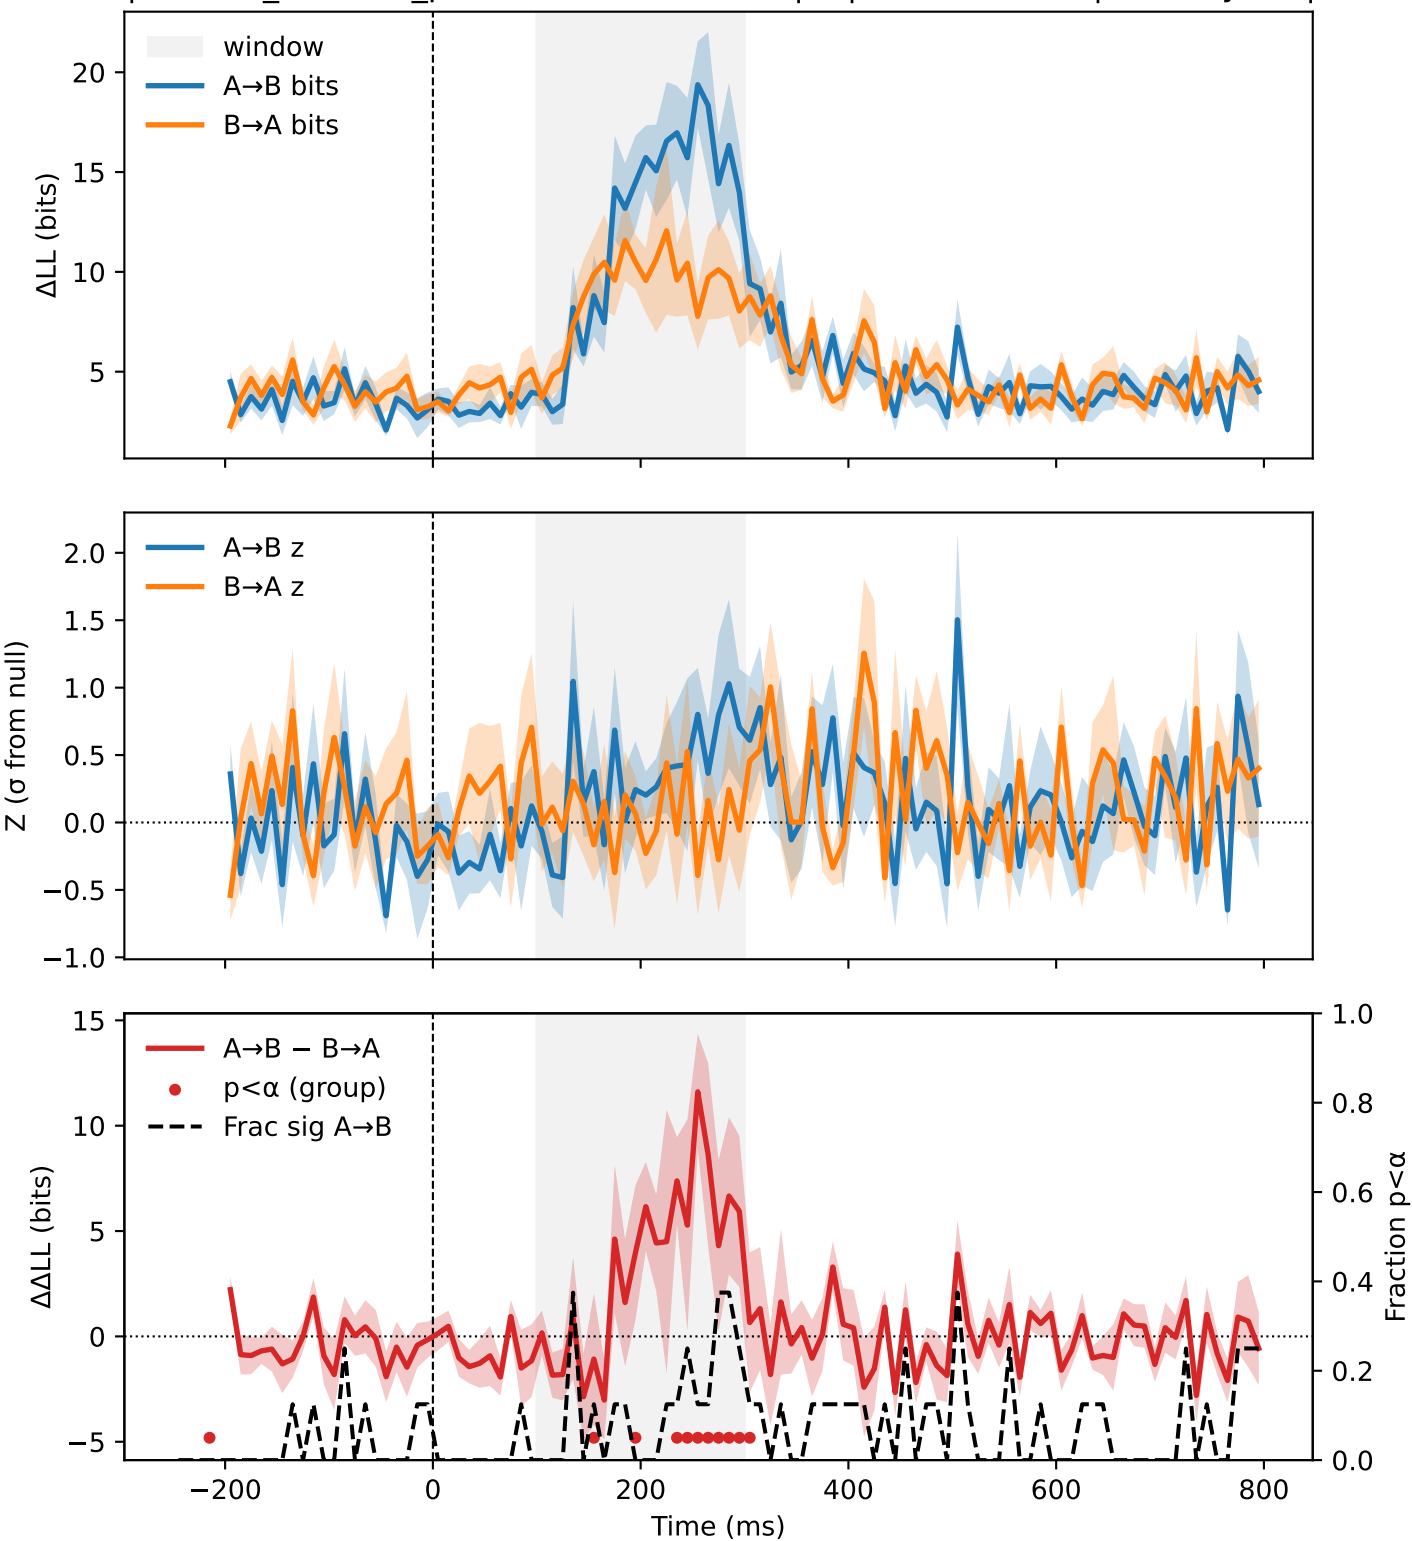 window
A→B bits
B→A bits
20
15
10
5
ΔLL (bits)
A→B z
B→A z
2.0
1.5
1.0
0.5
0.0
−0.5
−1.0
Z (σ from null)
A→B − B→A
p<α (group)
Frac sig A→B
15
10
5
0
−5
ΔΔLL (bits)
1.0
0.8
0.6
0.4
0.2
0.0
Fraction p<α
−200 0 200 400 600 800
Time (ms)